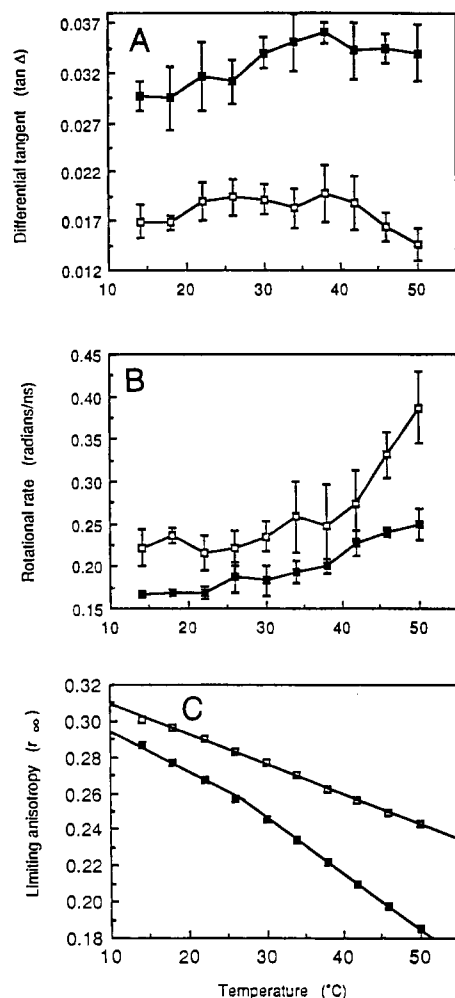 A
Differential tangent (tan Δ)
0.037
0.032
0.027
0.022
0.017
0.012
10 20 30 40 50
B
Rotational rate (radians/ns)
0.45
0.40
0.35
0.30
0.25
0.20
0.15
10 20 30 40 50
C
Limiting anisotropy (r ∞)
0.32
0.30
0.28
0.26
0.24
0.22
0.20
0.18
10 20 30 40 50
Temperature (°C)